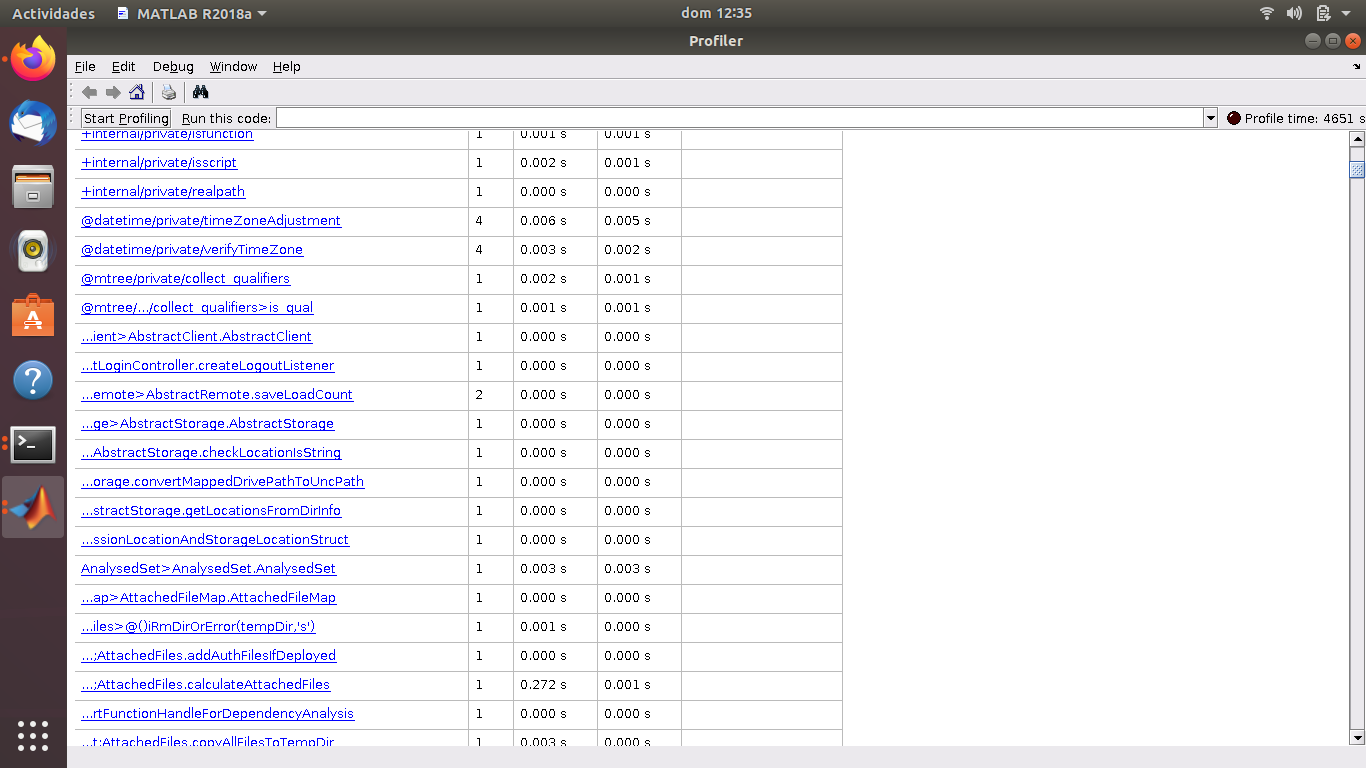 Actividades MATLAB R2018a dom 12:35
Profiler
File Edit Debug Window Help
Start Profiling Run this code: Profile time: 4651 s
+internal/private/isfunction 1 0.001 s 0.001 s
+internal/private/isscript 1 0.002 s 0.001 s
+internal/private/realpath 1 0.000 s 0.000 s
@datetime/private/timeZoneAdjustment 4 0.006 s 0.005 s
@datetime/private/verifyTimeZone 4 0.003 s 0.002 s
@mtree/private/collect_qualifiers 1 0.002 s 0.001 s
@mtree/.../collect_qualifiers>is_qual 1 0.001 s 0.001 s
...ient>AbstractClient.AbstractClient 1 0.000 s 0.000 s
...tLoginController.createLogoutListener 1 0.000 s 0.000 s
...emote>AbstractRemote.saveLoadCount 2 0.000 s 0.000 s
...ge>AbstractStorage.AbstractStorage 1 0.000 s 0.000 s
...AbstractStorage.checkLocationIsString 1 0.000 s 0.000 s
...orage.convertMappedDrivePathToUncPath 1 0.000 s 0.000 s
...stractStorage.getLocationsFromDirInfo 1 0.000 s 0.000 s
...ssionLocationAndStorageLocationStruct 1 0.000 s 0.000 s
AnalysedSet>AnalysedSet.AnalysedSet 1 0.003 s 0.003 s
...ap>AttachedFileMap.AttachedFileMap 1 0.000 s 0.000 s
...iles>@()iRmDirOrError(tempDir,'s') 1 0.001 s 0.000 s
...;AttachedFiles.addAuthFilesIfDeployed 1 0.000 s 0.000 s
...;AttachedFiles.calculateAttachedFiles 1 0.272 s 0.001 s
...rtFunctionHandleForDependencyAnalysis 1 0.000 s 0.000 s
...t;AttachedFiles.copyAllFilesToTempDir 1 0.003 s 0.000 s